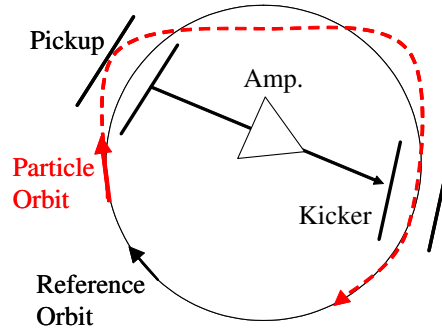 Pickup
Amp.
Particle
Orbit
Kicker
Reference
Orbit